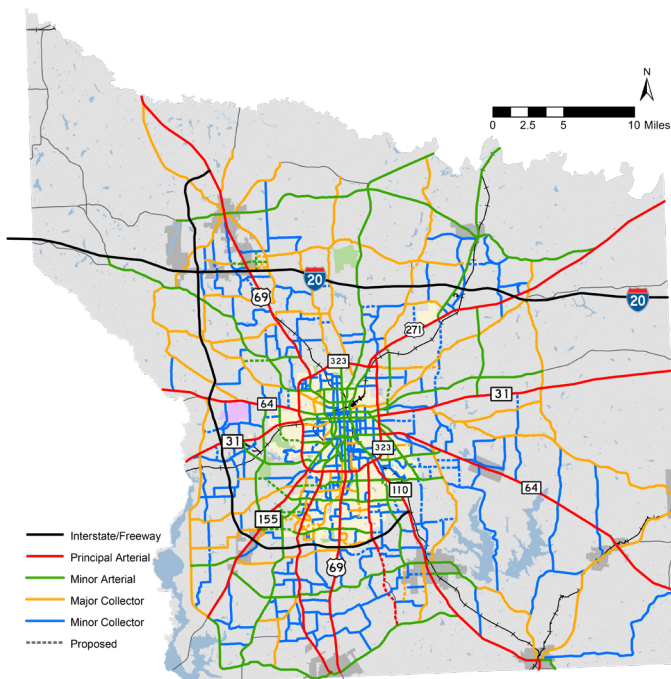 N
0 2.5 5 10 Miles
20
69
20
271
323
64
31
31
323
64
110
155
69
Interstate/Freeway
Principal Arterial
Minor Arterial
Major Collector
Minor Collector
Proposed